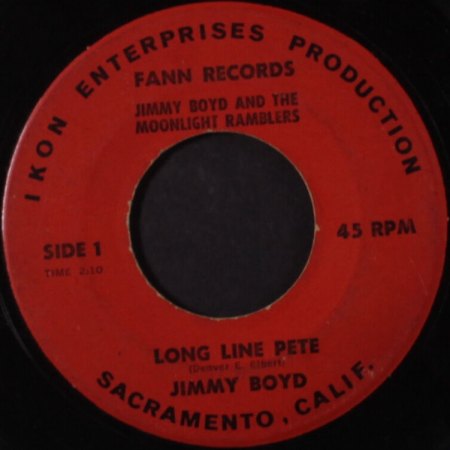 IKON ENTERPRISES PRODUCTION
FANN RECORDS
JIMMY BOYD AND THE
MOONLIGHT RAMBLERS
SIDE 1
TIME 2:10
45 RPM
LONG LINE PETE
(Denver E. Gibert)
JIMMY BOYD
SACRAMENTO, CALIF.